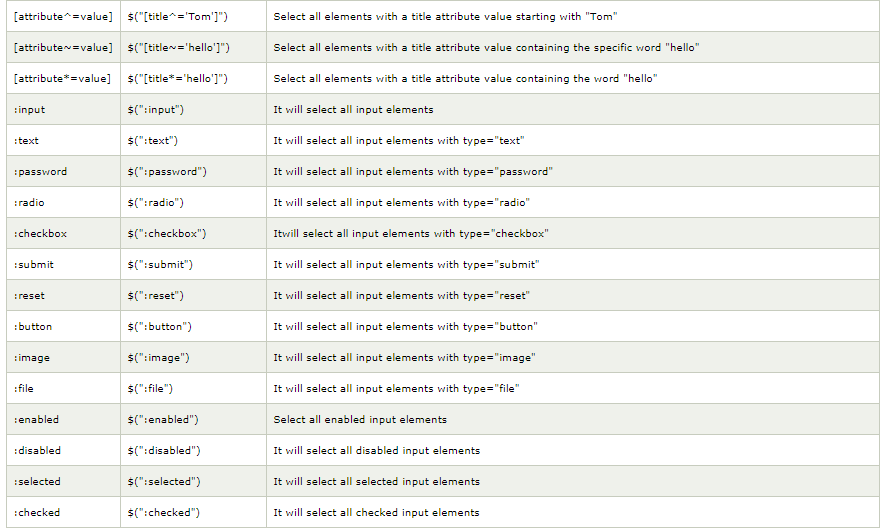 [attribute^=value] $("[title^='Tom']") Select all elements with a title attribute value starting with "Tom"
[attribute~=value] $("[title~='hello']") Select all elements with a title attribute value containing the specific word "hello"
[attribute*=value] $("[title*='hello']") Select all elements with a title attribute value containing the word "hello"
:input $(":input") It will select all input elements
:text $(":text") It will select all input elements with type="text"
:password $(":password") It will select all input elements with type="password"
:radio $(":radio") It will select all input elements with type="radio"
:checkbox $(":checkbox") Itwill select all input elements with type="checkbox"
:submit $(":submit") It will select all input elements with type="submit"
:reset $(":reset") It will select all input elements with type="reset"
:button $(":button") It will select all input elements with type="button"
:image $(":image") It will select all input elements with type="image"
:file $(":file") It will select all input elements with type="file"
:enabled $(":enabled") Select all enabled input elements
:disabled $(":disabled") It will select all disabled input elements
:selected $(":selected") It will select all selected input elements
:checked $(":checked") It will select all checked input elements